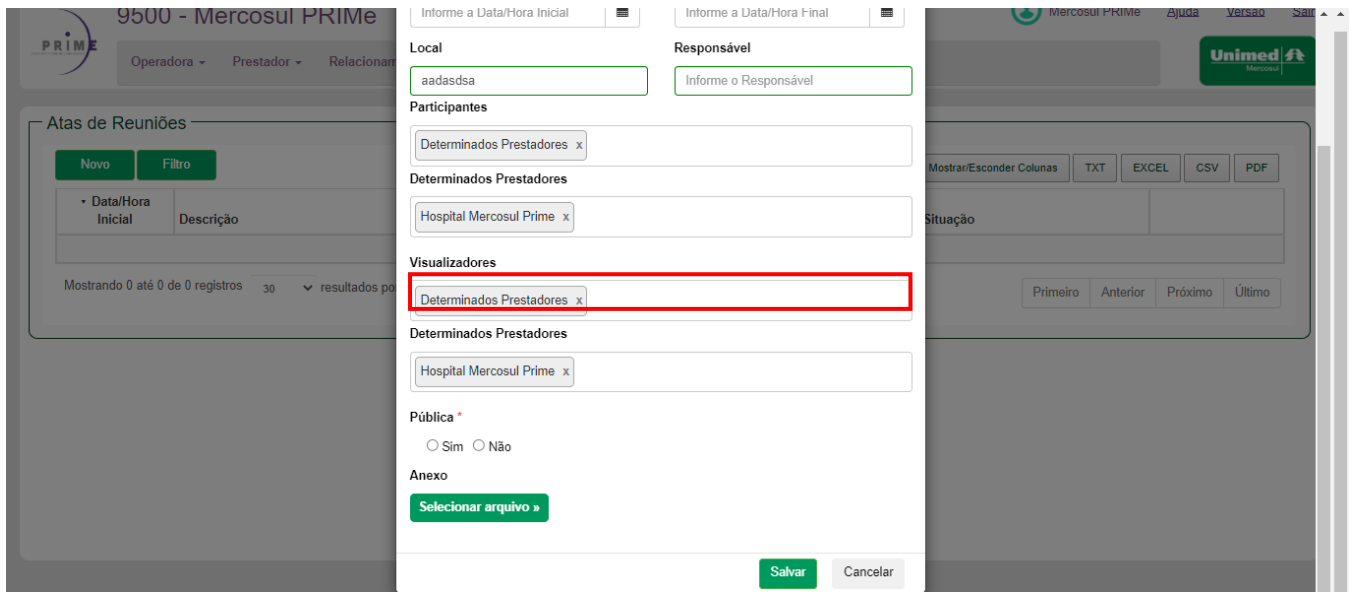 9500 - Mercosul PRIMe
Informe a Data/Hora Inicial
Informe a Data/Hora Final
Mercosul PRIMe Ajuda Versão Sair
PRIME
Operadora Prestador Relacionam
Unimed
Mercosul
Local
Responsável
aadasdsa
Informe o Responsável
Participantes
Determinados Prestadores x
Determinados Prestadores
Hospital Mercosul Prime x
Visualizadores
Determinados Prestadores x
Determinados Prestadores
Hospital Mercosul Prime x
Pública *
Sim Não
Anexo
Selecionar arquivo »
Salvar Cancelar
Atas de Reuniões
Novo Filtro
Mostrar/Esconder Colunas TXT EXCEL CSV PDF
Data/Hora
Inicial
Descrição
Situação
Mostrando 0 até 0 de 0 registros 30 resultados po
Primeiro Anterior Próximo Último